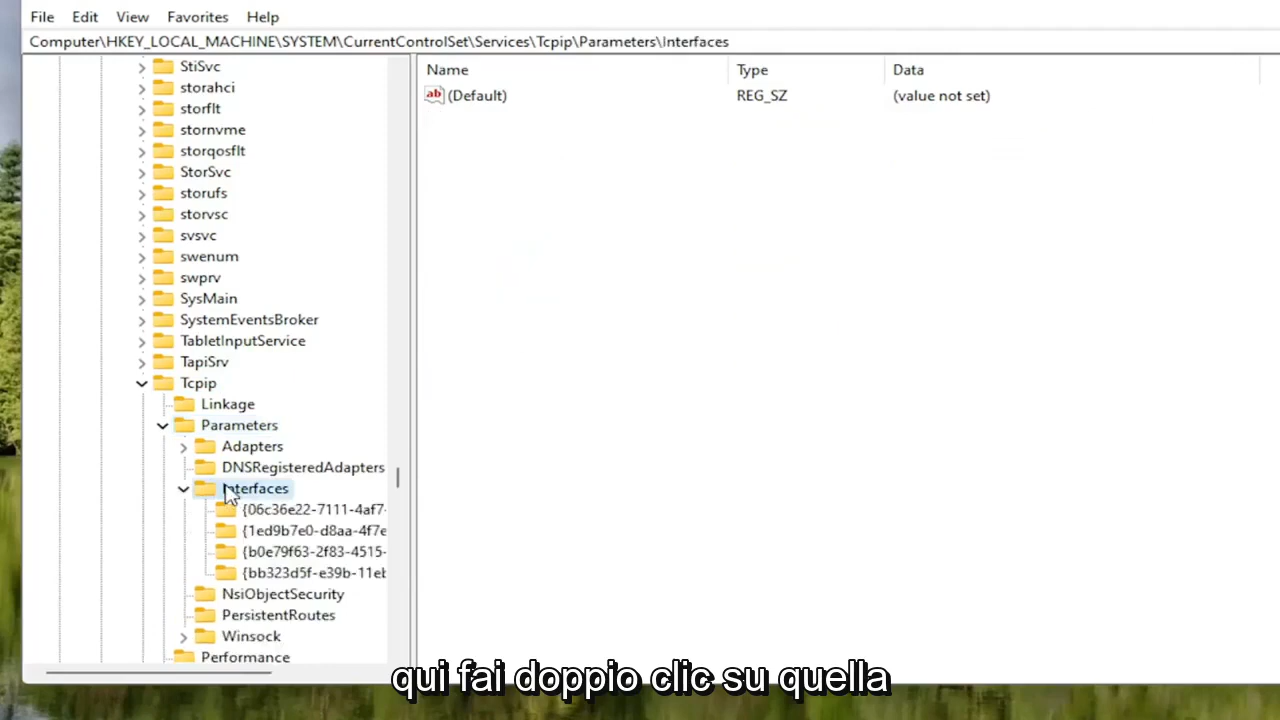 File Edit View Favorites Help
Computer\HKEY_LOCAL_MACHINE\SYSTEM\CurrentControlSet\Services\Tcpip\Parameters\Interfaces
Name Type Data
(Default) REG_SZ (value not set)
StiSvc
storahci
storflt
stornvme
storqosflt
StorSvc
storufs
storvsc
svsvc
swenum
swprv
SysMain
SystemEventsBroker
TabletInputService
TapiSrv
Tcpip
Linkage
Parameters
Adapters
DNSRegisteredAdapters
Interfaces
{06c36e22-7111-4af7-
{1ed9b7e0-d8aa-4f7e
{b0e79f63-2f83-4515-
{bb323d5f-e39b-11eb
NsiObjectSecurity
PersistentRoutes
Winsock
Performance
qui fai doppio clic su quella